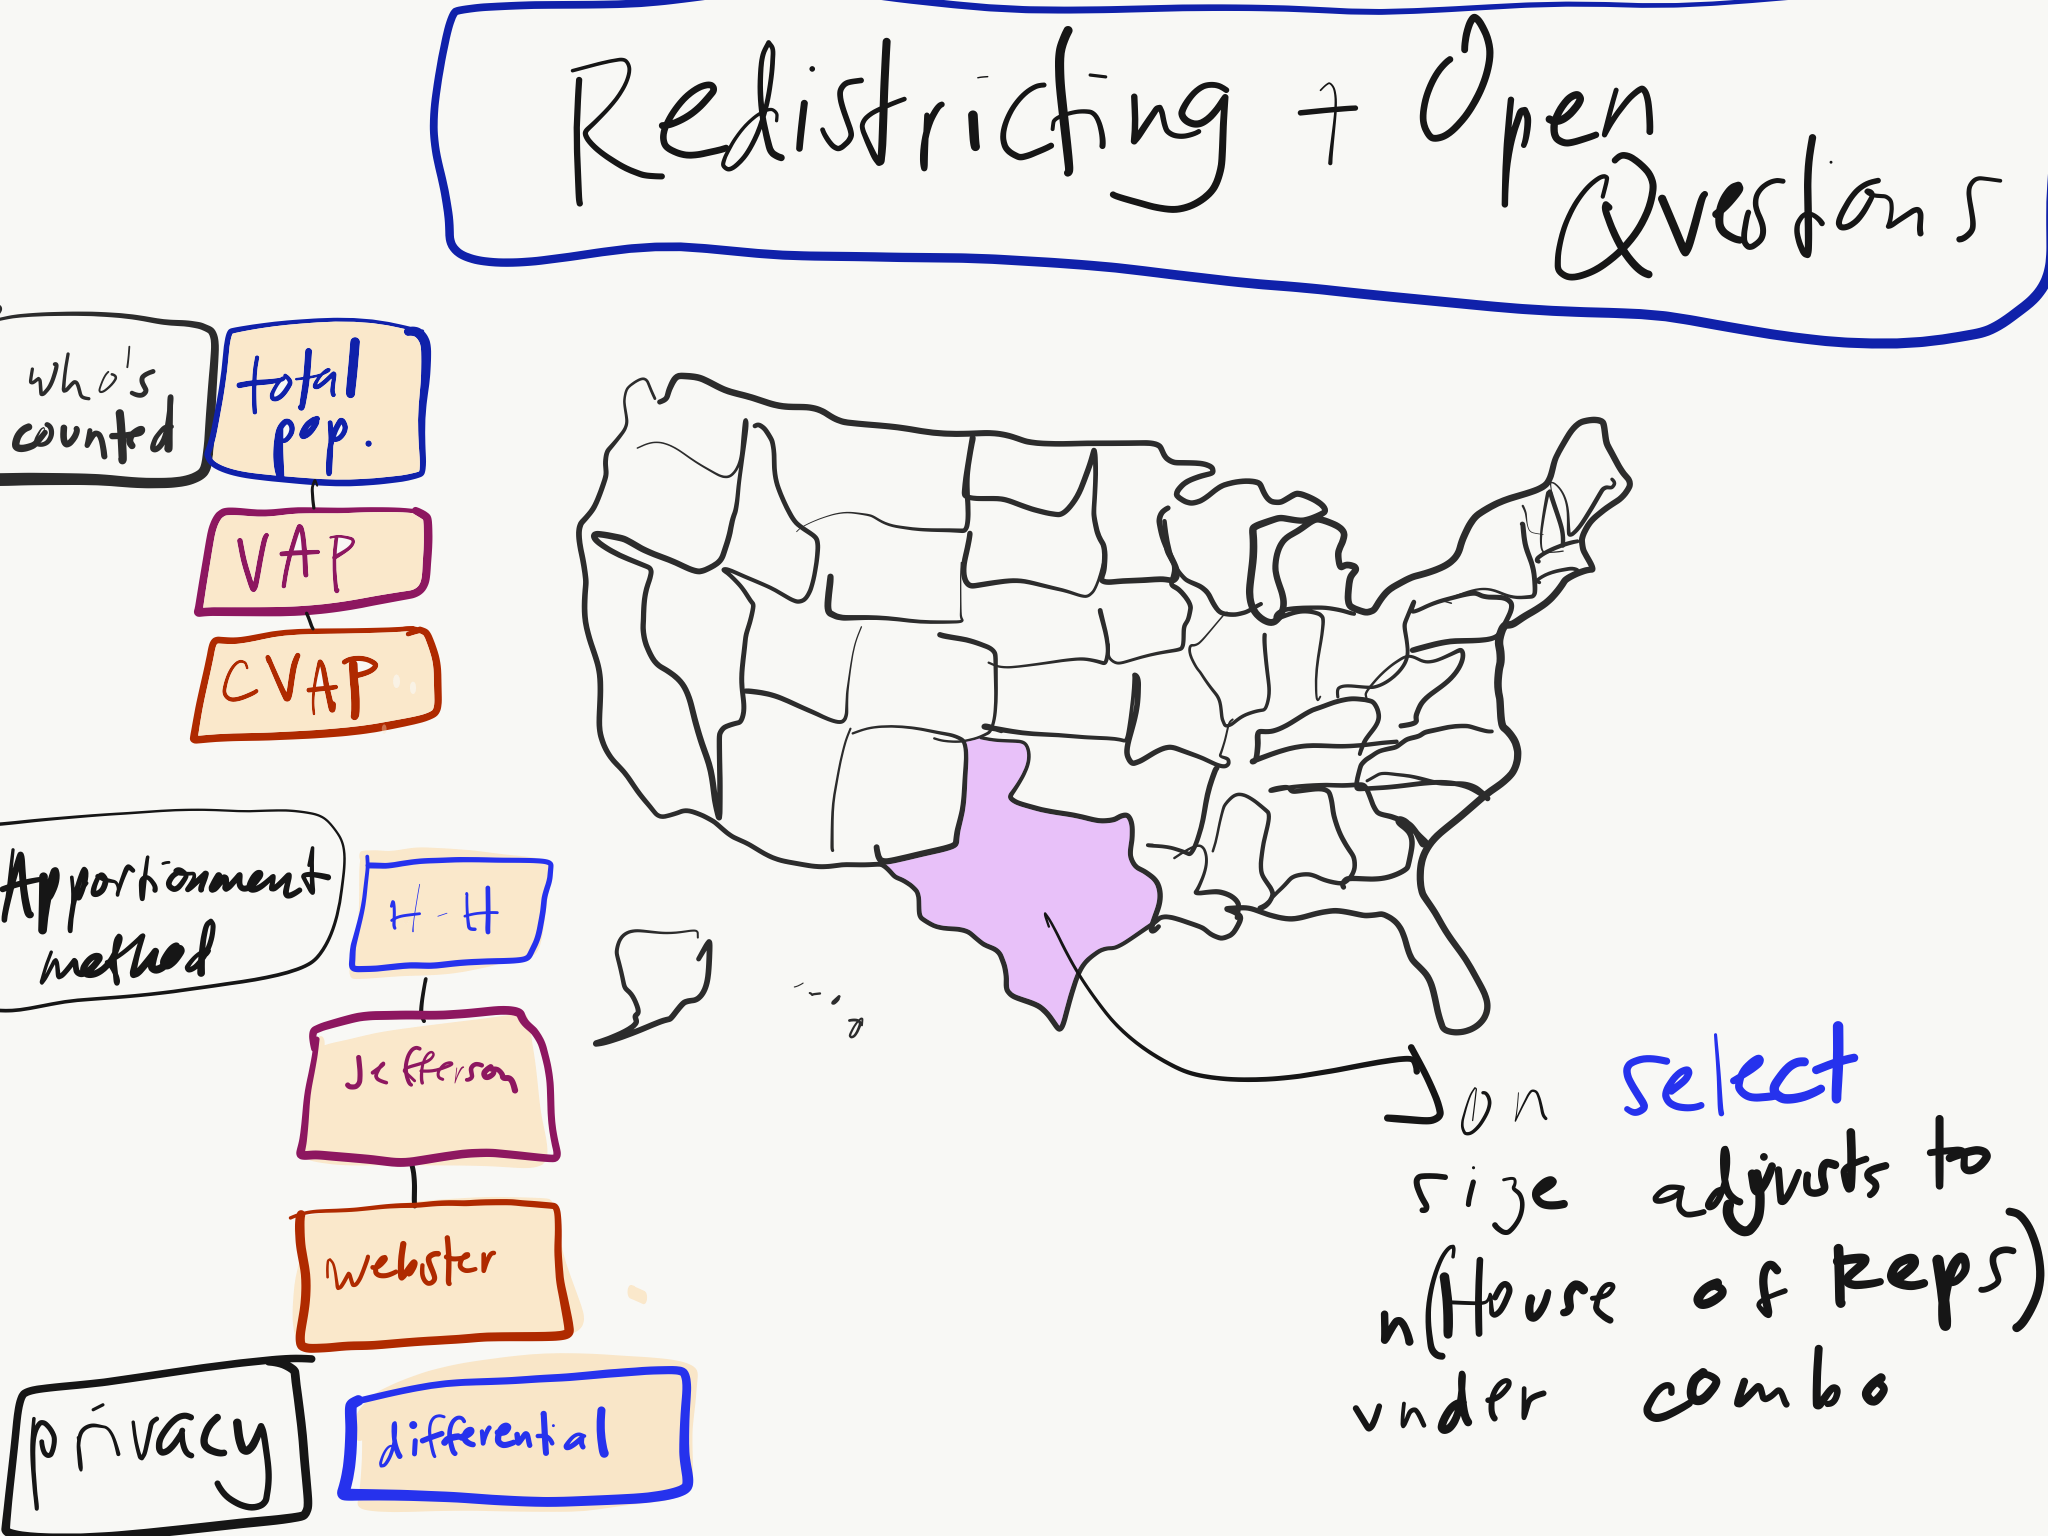 Redistricting + Open
Questions
who's
counted
total
pop.
VAP
CVAP
Apportionment
method
H-H
Jefferson
Webster
privacy
differential
on select
size adjusts to
n(House of Reps)
under combo